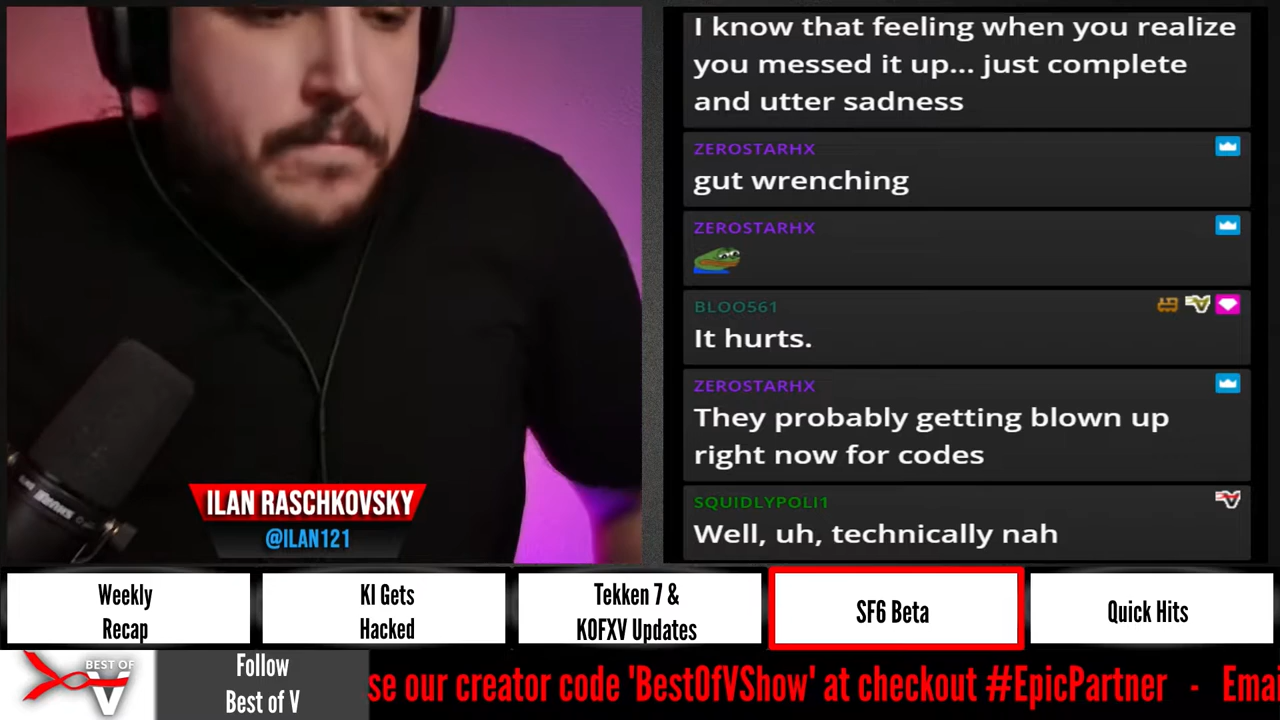 I know that feeling when you realize
you messed it up... just complete
and utter sadness
ZEROSTARHX
gut wrenching
ZEROSTARHX
BLOO561
It hurts.
ZEROSTARHX
They probably getting blown up
right now for codes
SQUIDLYPOLI1
Well, uh, technically nah
SHURE
ILAN RASCHKOVSKY
@ILAN121
Weekly
Recap
KI Gets
Hacked
Tekken 7 &
KOFXV Updates
SF6 Beta
Quick Hits
BEST OF
V
Follow
Best of V
se our creator code 'BestOfVShow' at checkout #EpicPartner - Emai